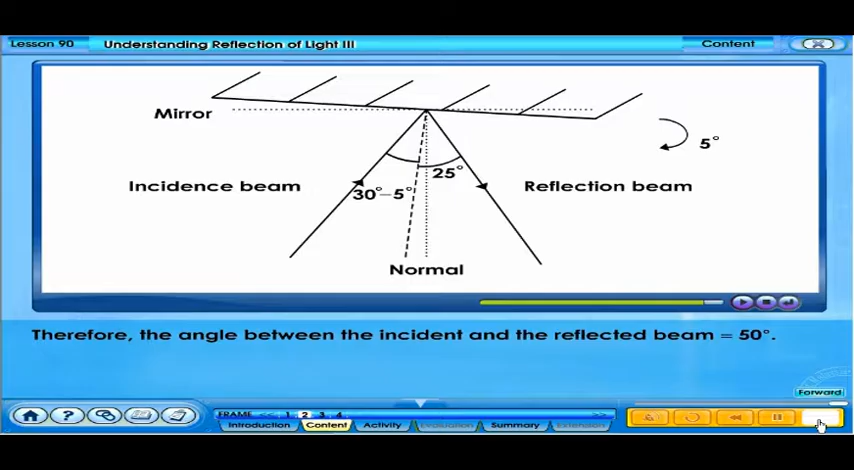 Lesson 90 Understanding Reflection of Light III Content
Mirror
5°
25°
Incidence beam Reflection beam
30°−5°
Normal
Therefore, the angle between the incident and the reflected beam = 50°.
Forward
FRAME << 1 2 3 4 >>
Introduction Content Activity Evaluation Summary Extension